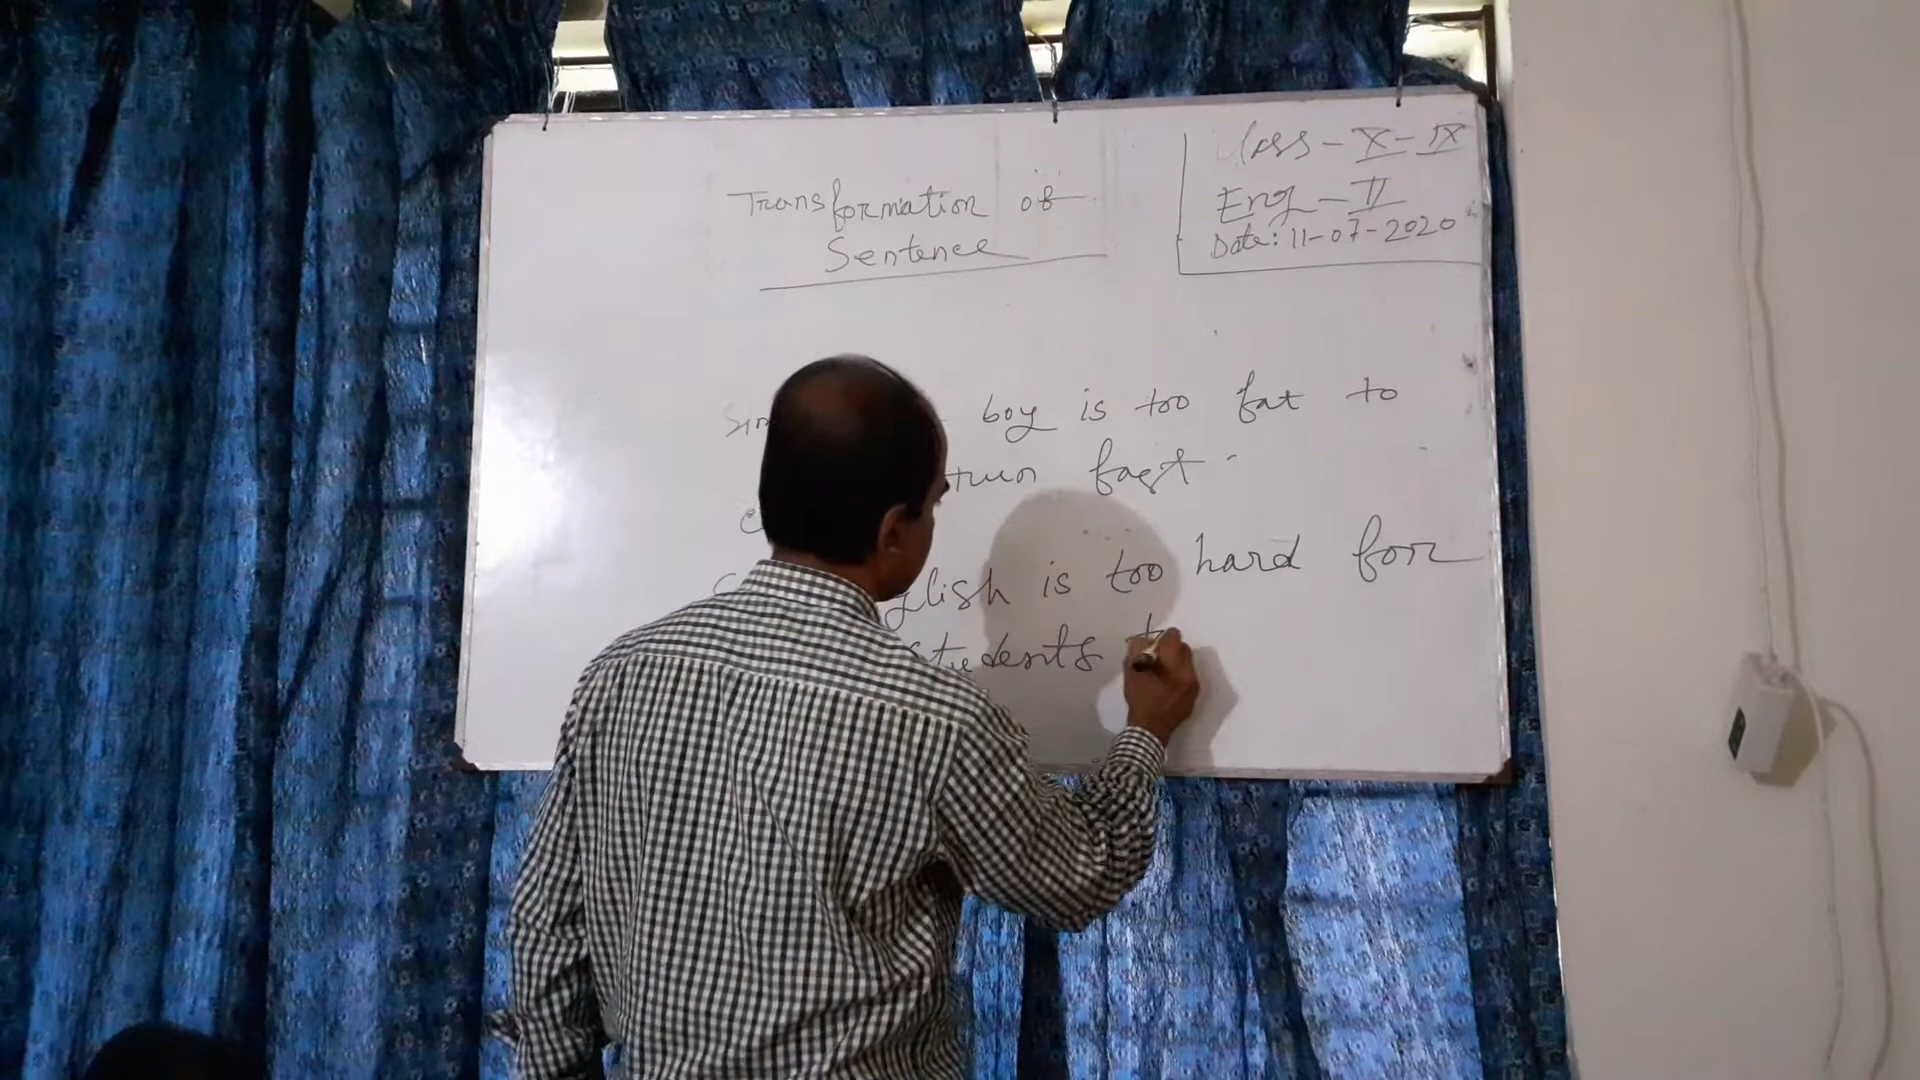 Class - X - IX
Eng - II
Date: 11-07-2020
Transformation of
Sentence
boy is too fat to
run fast.
glish is too hard for
students